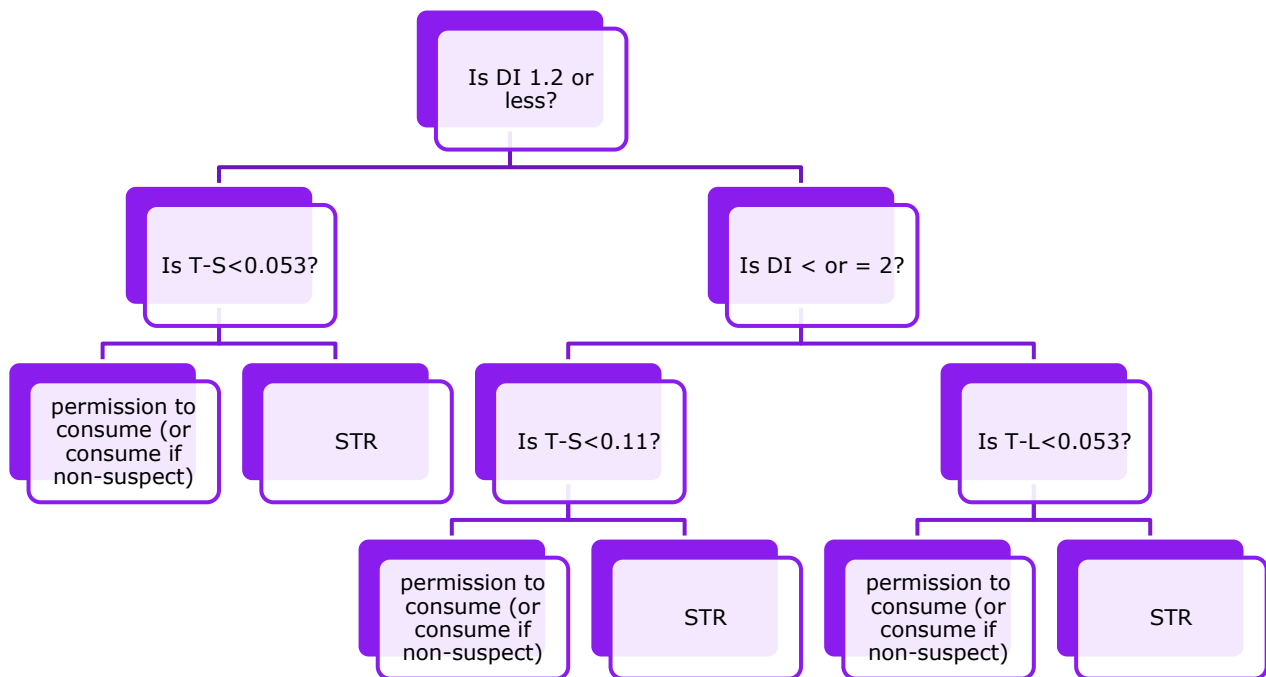 Is DI 1.2 or
less?
Is T-S<0.053?
Is DI < or = 2?
permission to
consume (or
consume if
non-suspect)
STR
Is T-S<0.11?
Is T-L<0.053?
permission to
consume (or
consume if
non-suspect)
STR
permission to
consume (or
consume if
non-suspect)
STR